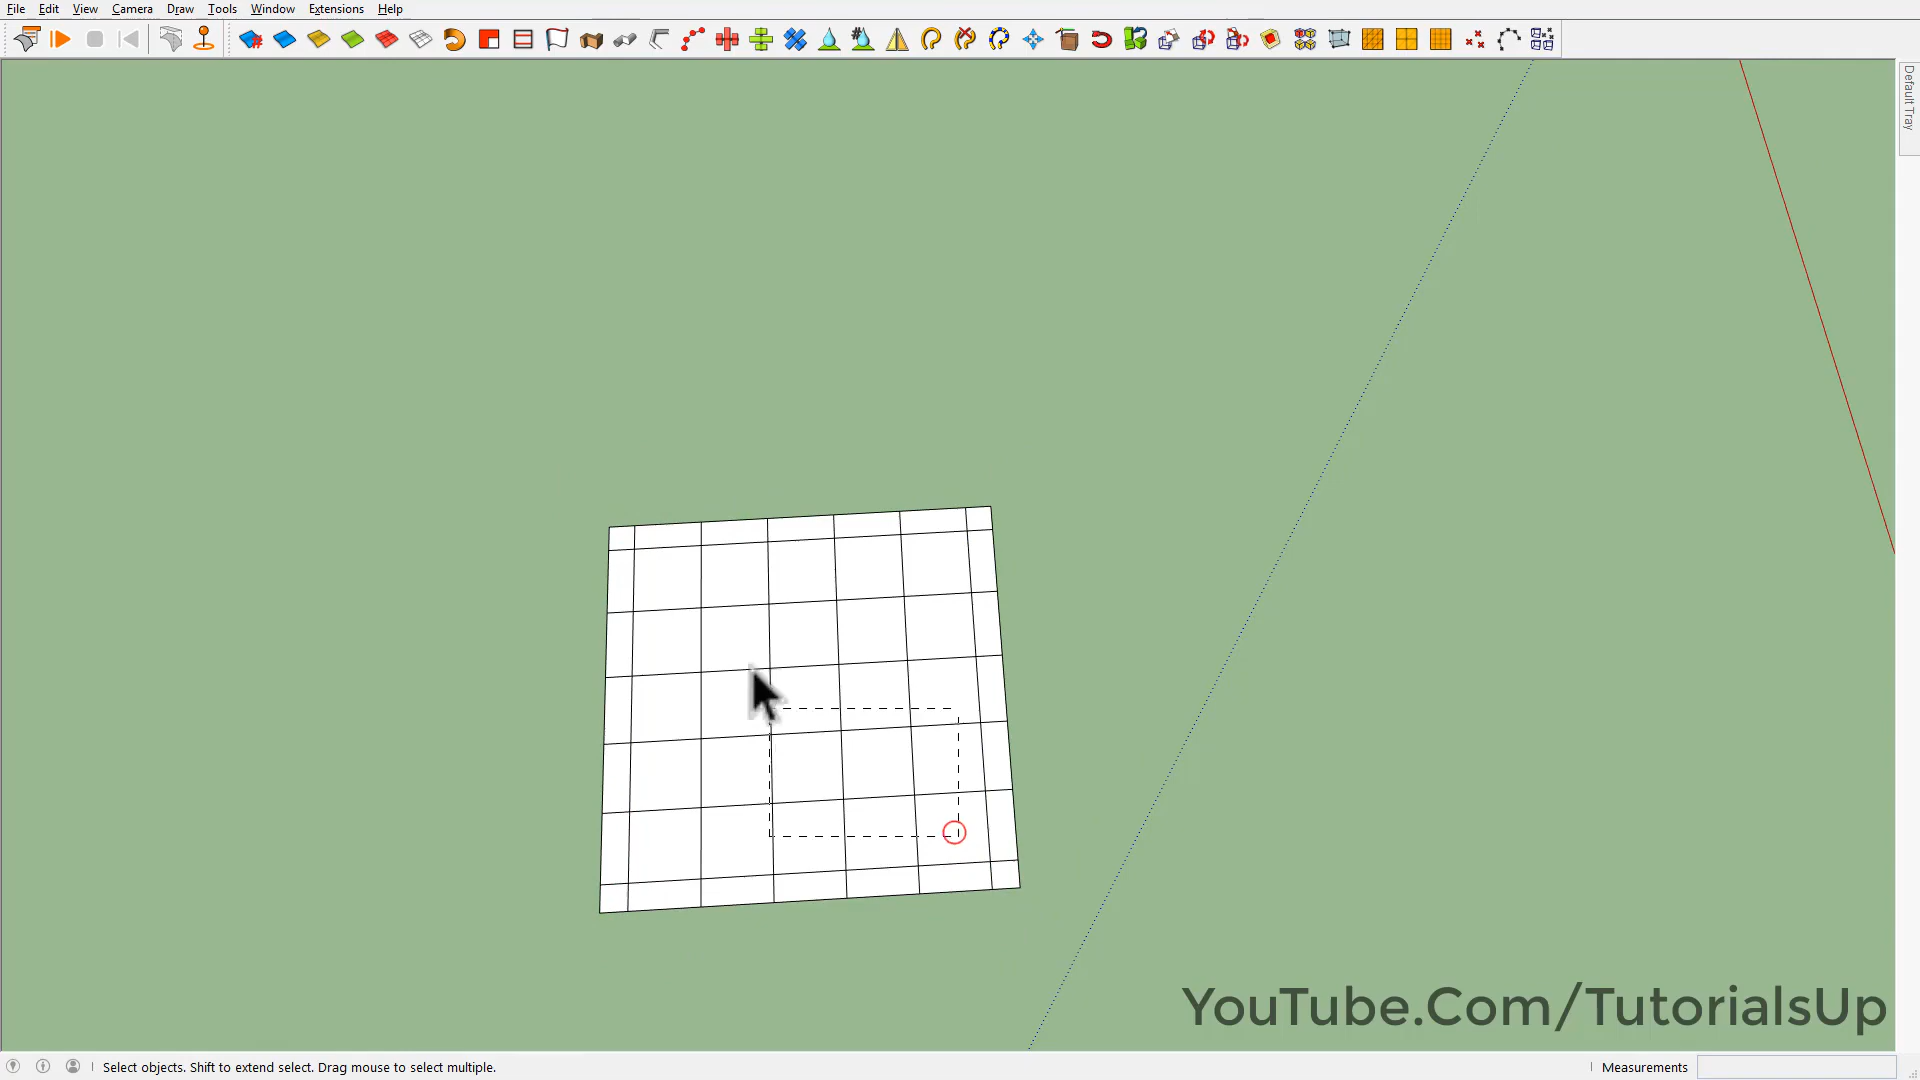 File Edit View Camera Draw Tools Window Extensions Help
Default Tray
YouTube.Com/TutorialsUp
Select objects. Shift to extend select. Drag mouse to select multiple.
Measurements